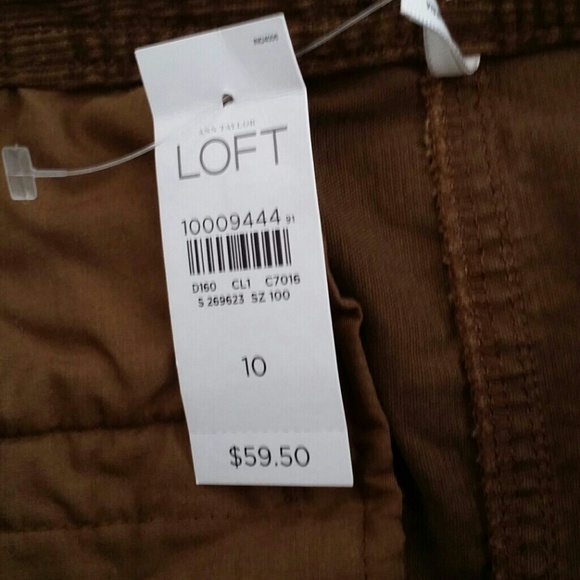 ANN TAYLOR
LOFT
10009444 91
D160 CL1 C7016
S 269623 SZ 100
10
$59.50